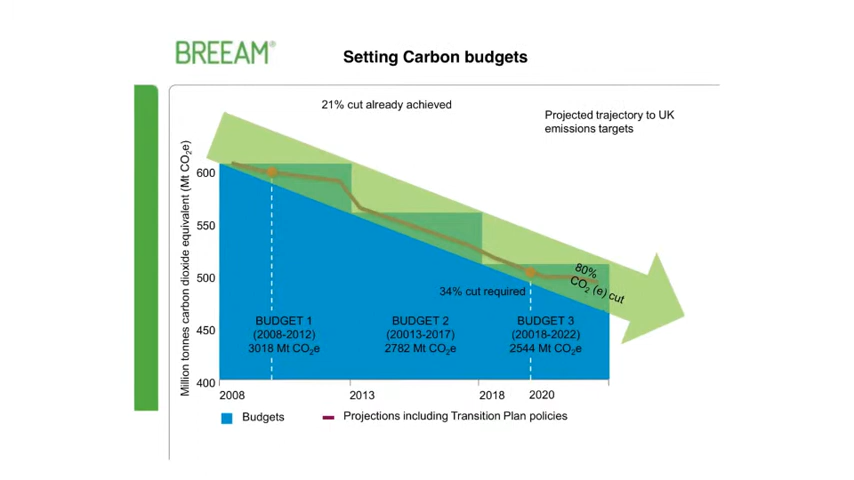 BREEAM®
Setting Carbon budgets
21% cut already achieved
Projected trajectory to UK
emissions targets
Million tonnes carbon dioxide equivalent (Mt CO₂e)
600
550
500
450
400
80%
CO₂ (e) cut
34% cut required
BUDGET 1
(2008-2012)
3018 Mt CO₂e
BUDGET 2
(20013-2017)
2782 Mt CO₂e
BUDGET 3
(20018-2022)
2544 Mt CO₂e
2008
2013
2018
2020
Budgets
Projections including Transition Plan policies